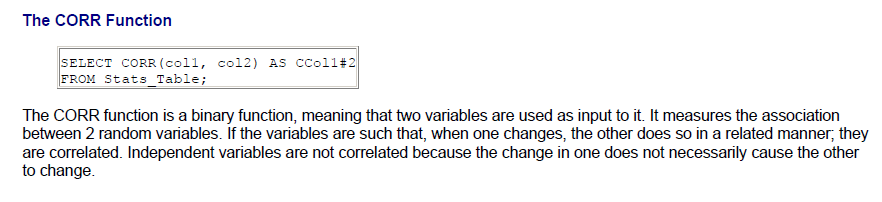 The CORR Function
SELECT CORR(col1, col2) AS CCol1#2
FROM Stats_Table;
The CORR function is a binary function, meaning that two variables are used as input to it. It measures the association
between 2 random variables. If the variables are such that, when one changes, the other does so in a related manner; they
are correlated. Independent variables are not correlated because the change in one does not necessarily cause the other
to change.